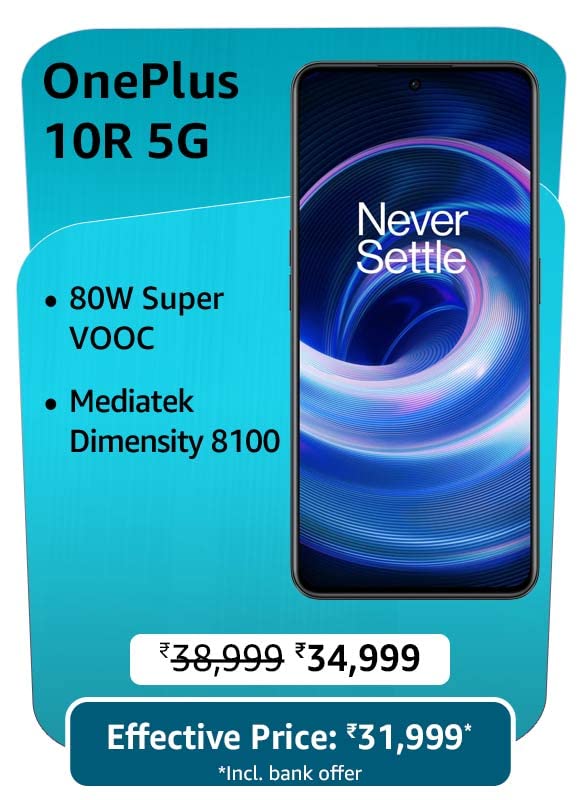 OnePlus
10R 5G
Never
Settle
• 80W Super
VOOC
• Mediatek
Dimensity 8100
₹38,999 ₹34,999
Effective Price: ₹31,999*
*Incl. bank offer